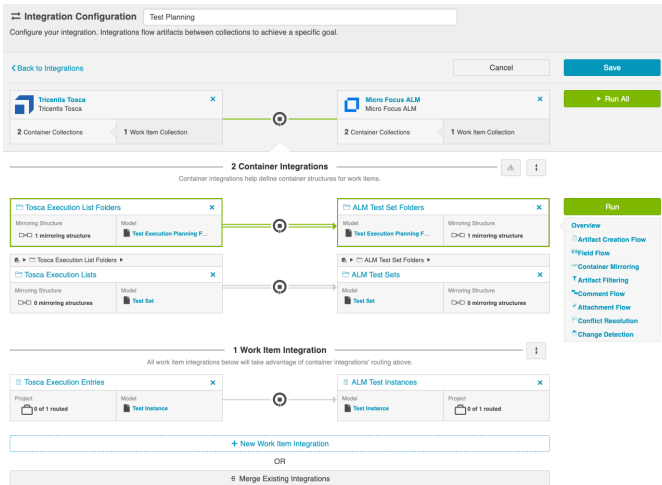 Integration Configuration Test Planning
Configure your integration. Integrations flow artifacts between collections to achieve a specific goal.
Back to Integrations Cancel Save
Tricentis Tosca
Tricentis Tosca
Micro Focus ALM
Micro Focus ALM
Run All
2 Container Collections 1 Work Item Collection
2 Container Collections 1 Work Item Collection
2 Container Integrations
Container integrations help define container structures for work items.
Tosca Execution List Folders
Mirroring Structure Model
1 mirroring structure Test Execution Planning F...
ALM Test Set Folders
Model Mirroring Structure
Test Execution Planning F... 1 mirroring structure
Run
Overview
Artifact Creation Flow
Field Flow
Container Mirroring
Artifact Filtering
Comment Flow
Attachment Flow
Conflict Resolution
Change Detection
Tosca Execution List Folders
Tosca Execution Lists
Mirroring Structure Model
0 mirroring structures Test Set
ALM Test Set Folders
ALM Test Sets
Model Mirroring Structure
Test Set 0 mirroring structures
1 Work Item Integration
All work item integrations below will take advantage of container integrations' routing above.
Tosca Execution Entries
Project Model
0 of 1 routed Test Instance
ALM Test Instances
Model Project
Test Instance 0 of 1 routed
+ New Work Item Integration
OR
Merge Existing Integrations